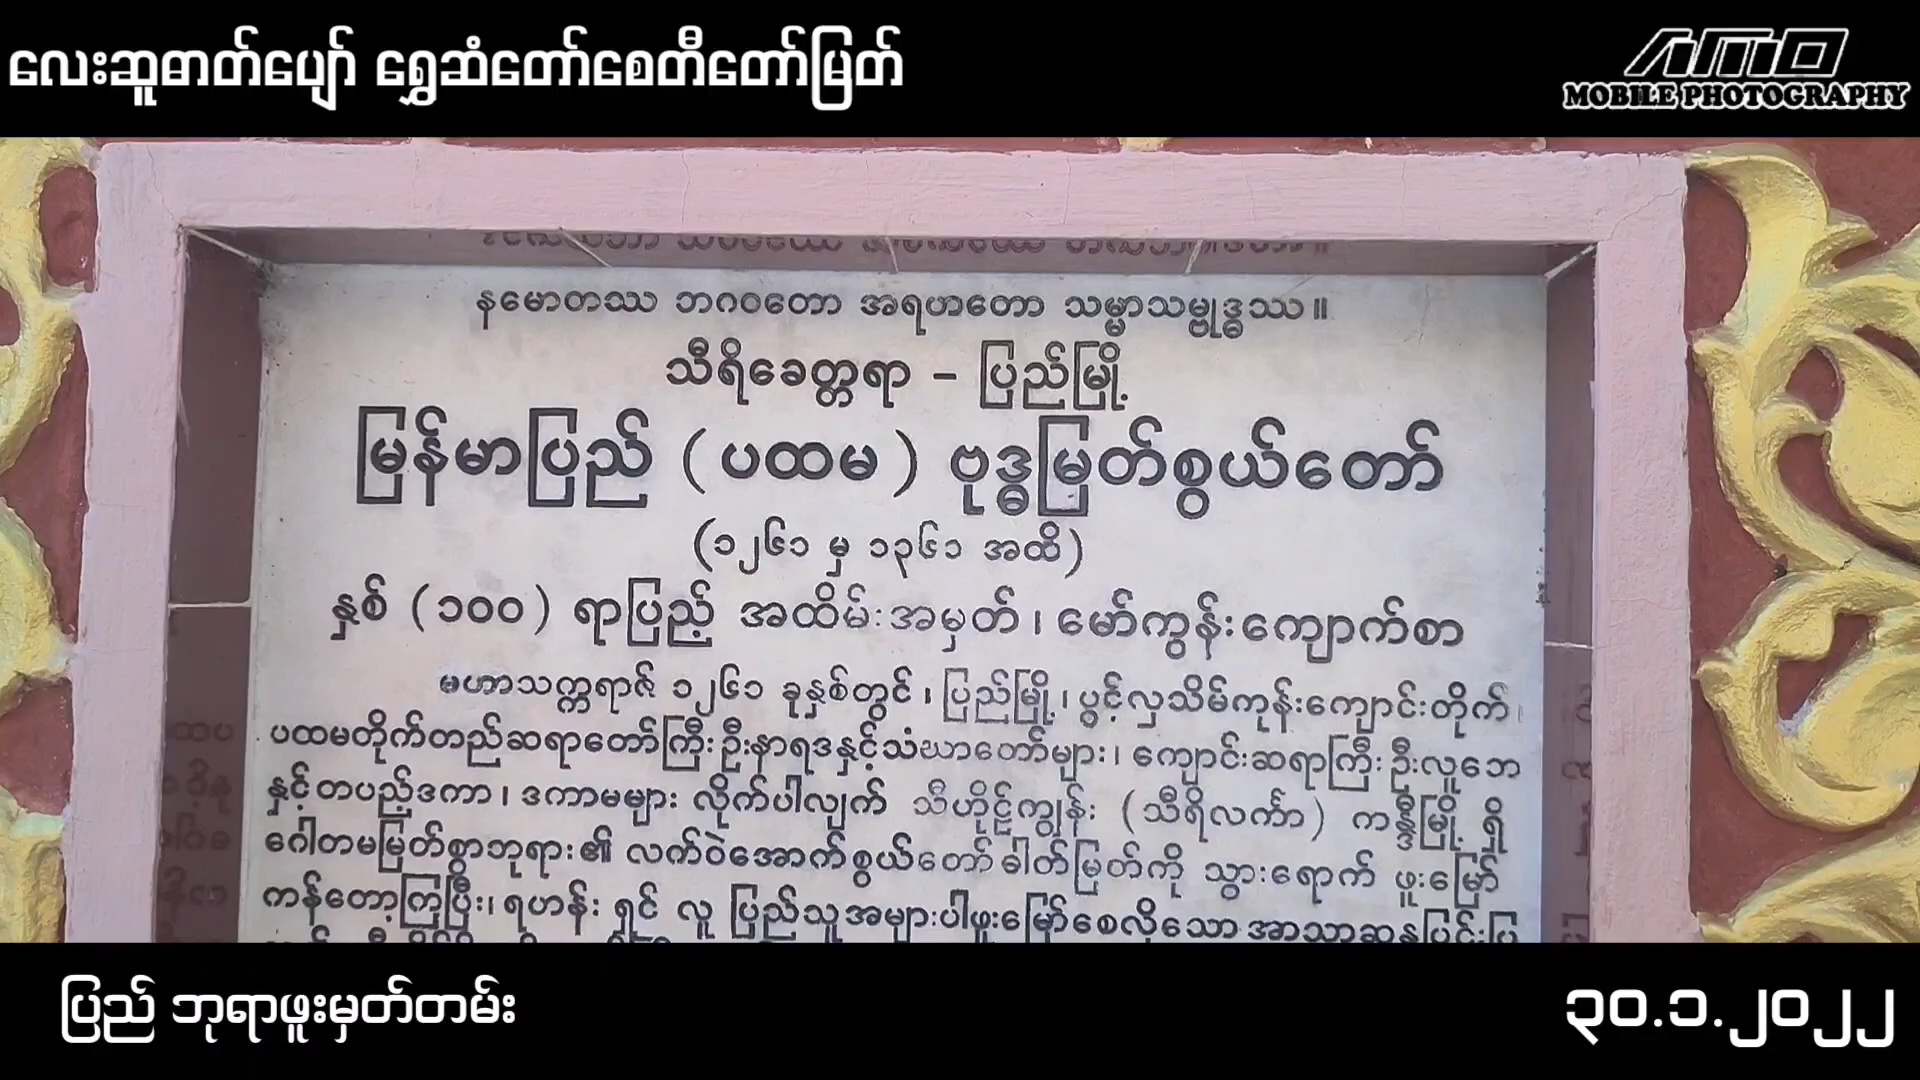 လေးဆူဓာတ်ပျော် ရွှေဆံတော်စေတီတော်မြတ်
AMO
MOBILE PHOTOGRAPHY
နမောတဿ ဘဂဝတော အရဟတော သမ္မာသမ္ဗုဒ္ဓဿ။
သီရိခေတ္တရာ – ပြည်မြို့
မြန်မာပြည် (ပထမ) ဗုဒ္ဓမြတ်စွယ်တော်
(၁၂၆၁ မှ ၁၃၆၁ အထိ)
နှစ် (၁၀၀) ရာပြည့် အထိမ်းအမှတ်၊ မော်ကွန်းကျောက်စာ
မဟာသက္ကရာဇ် ၁၂၆၁ ခုနှစ်တွင်၊ ပြည်မြို့၊ ပွင့်လှသိမ်ကုန်းကျောင်းတိုက်
ပထမတိုက်တည်ဆရာတော်ကြီးဦးနာရဒနှင့်သံဃာတော်များ၊ ကျောင်းဆရာကြီးဦးလူဘေ
နှင့်တပည့်ဒကာ၊ ဒကာမများ လိုက်ပါလျက် သီဟိုဠ်ကျွန်း (သီရိလင်္ကာ) ကန္ဒီမြို့ ရှိ
ဂေါတမမြတ်စွာဘုရား၏ လက်ဝဲအောက်စွယ်တော်ဓါတ်မြတ်ကို သွားရောက် ဖူးမြော်
ကန်တော့ကြပြီး၊ ရဟန်း ရှင် လူ ပြည်သူအများပါဖူးမြော်စေလိုသော အာသာဆန္ဒပြင်းပြ
ပြည် ဘုရာဖူးမှတ်တမ်း
၃၀.၁.၂၀၂၂